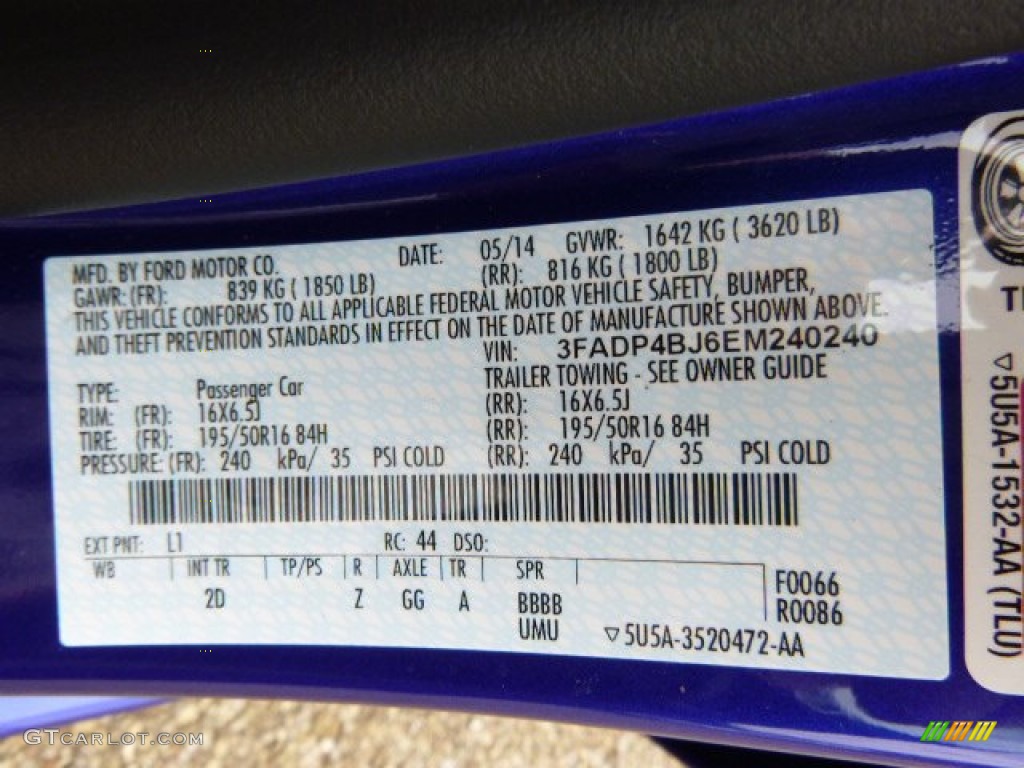 MFD. BY FORD MOTOR CO. DATE: 05/14 GVWR: 1642 KG ( 3620 LB)
GAWR: (FR): 839 KG ( 1850 LB) (RR): 816 KG ( 1800 LB)
THIS VEHICLE CONFORMS TO ALL APPLICABLE FEDERAL MOTOR VEHICLE SAFETY, BUMPER,
AND THEFT PREVENTION STANDARDS IN EFFECT ON THE DATE OF MANUFACTURE SHOWN ABOVE.
VIN: 3FADP4BJ6EM240240
TYPE: Passenger Car TRAILER TOWING - SEE OWNER GUIDE
RIM: (FR): 16X6.5J (RR): 16X6.5J
TIRE: (FR): 195/50R16 84H (RR): 195/50R16 84H
PRESSURE: (FR): 240 kPa/ 35 PSI COLD (RR): 240 kPa/ 35 PSI COLD
EXT PNT: L1 RC: 44 DSO:
WB INT TR TP/PS R AXLE TR SPR
2D Z GG A BBBB
UMU
F0066
R0086
▽5U5A-3520472-AA
▽5U5A-1532-AA (TLU)
GTCARLOT.COM